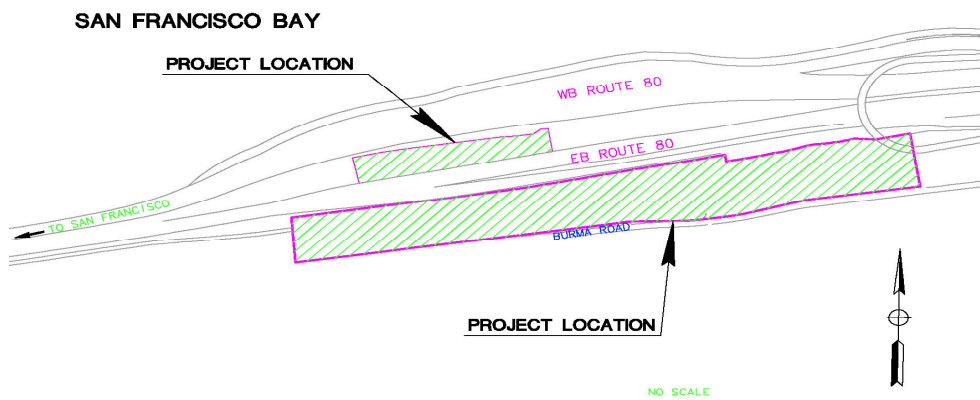 SAN FRANCISCO BAY
PROJECT LOCATION
WB ROUTE 80
EB ROUTE 80
TO SAN FRANCISCO
BURMA ROAD
PROJECT LOCATION
NO SCALE